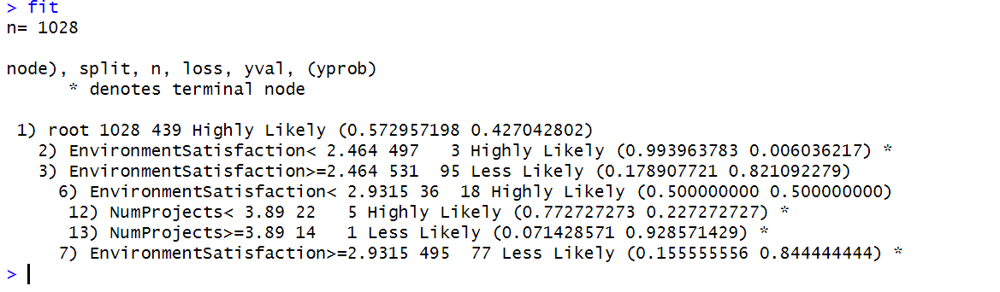 > fit
n= 1028
node), split, n, loss, yval, (yprob)
      * denotes terminal node
 1) root 1028 439 Highly Likely (0.572957198 0.427042802)
   2) EnvironmentSatisfaction< 2.464 497   3 Highly Likely (0.993963783 0.006036217) *
   3) EnvironmentSatisfaction>=2.464 531  95 Less Likely (0.178907721 0.821092279)
     6) EnvironmentSatisfaction< 2.9315 36  18 Highly Likely (0.500000000 0.500000000)
      12) NumProjects< 3.89 22   5 Highly Likely (0.772727273 0.227272727) *
      13) NumProjects>=3.89 14   1 Less Likely (0.071428571 0.928571429) *
     7) EnvironmentSatisfaction>=2.9315 495  77 Less Likely (0.155555556 0.844444444) *
>